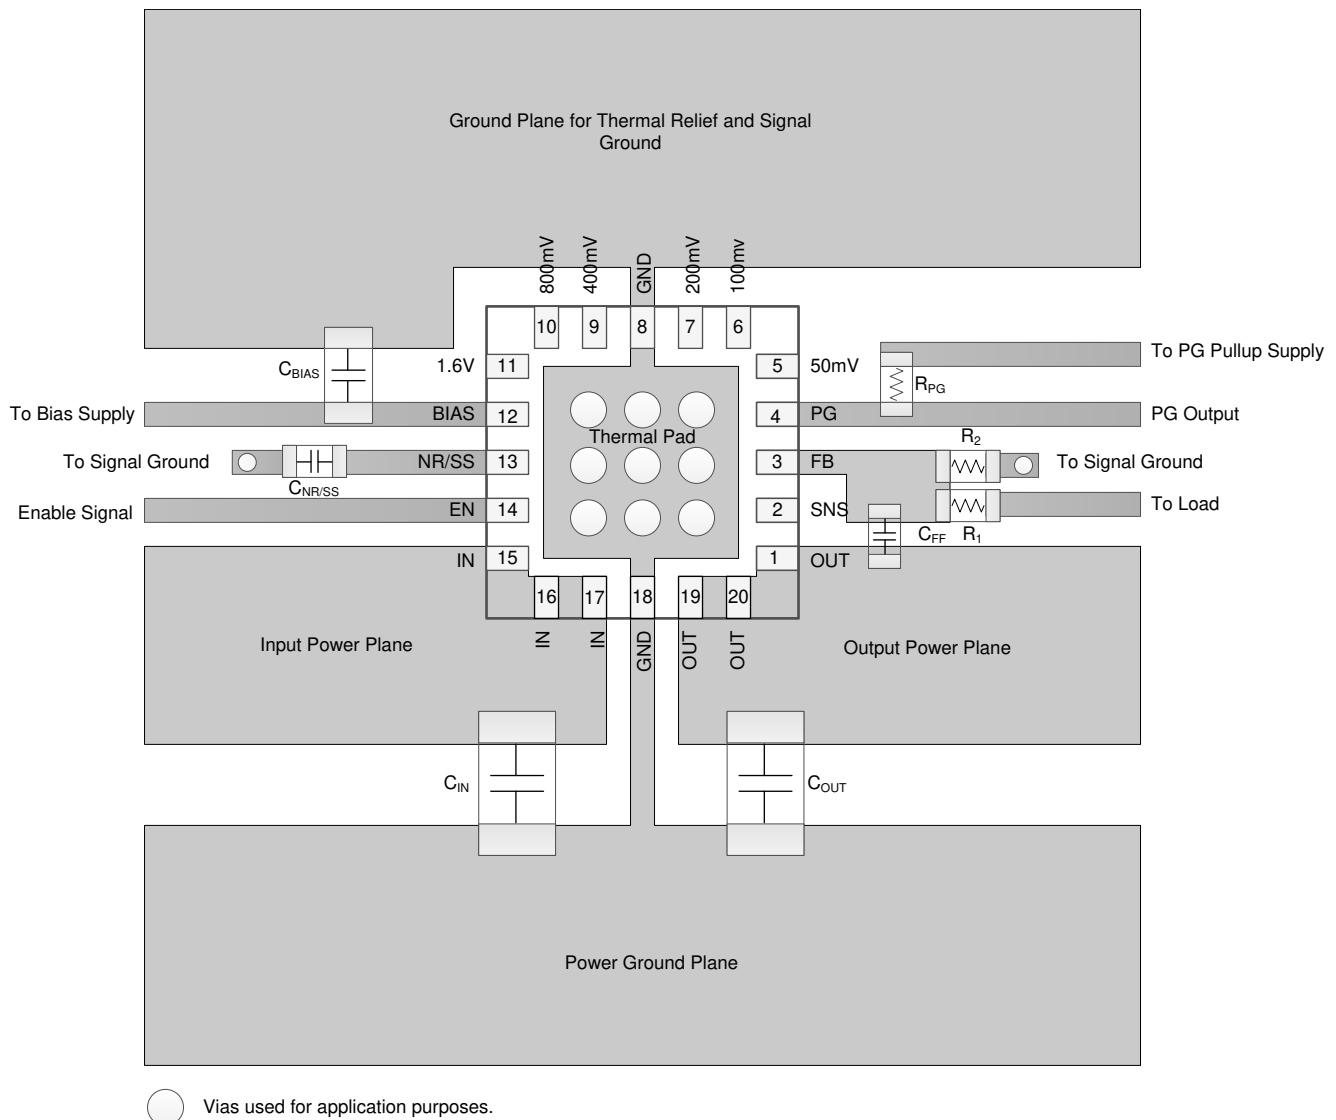 Ground Plane for Thermal Relief and Signal
Ground
800mV
400mV
GND
200mV
100mv
10
9
8
7
6
1.6V
11
5
50mV
To PG Pullup Supply
CBIAS
RPG
To Bias Supply
BIAS
12
4
PG
PG Output
Thermal Pad
R2
To Signal Ground
NR/SS
13
3
FB
To Signal Ground
CNR/SS
Enable Signal
EN
14
2
SNS
To Load
CFF
R1
IN
15
1
OUT
16
17
18
19
20
IN
IN
GND
OUT
OUT
Input Power Plane
Output Power Plane
CIN
COUT
Power Ground Plane
Vias used for application purposes.